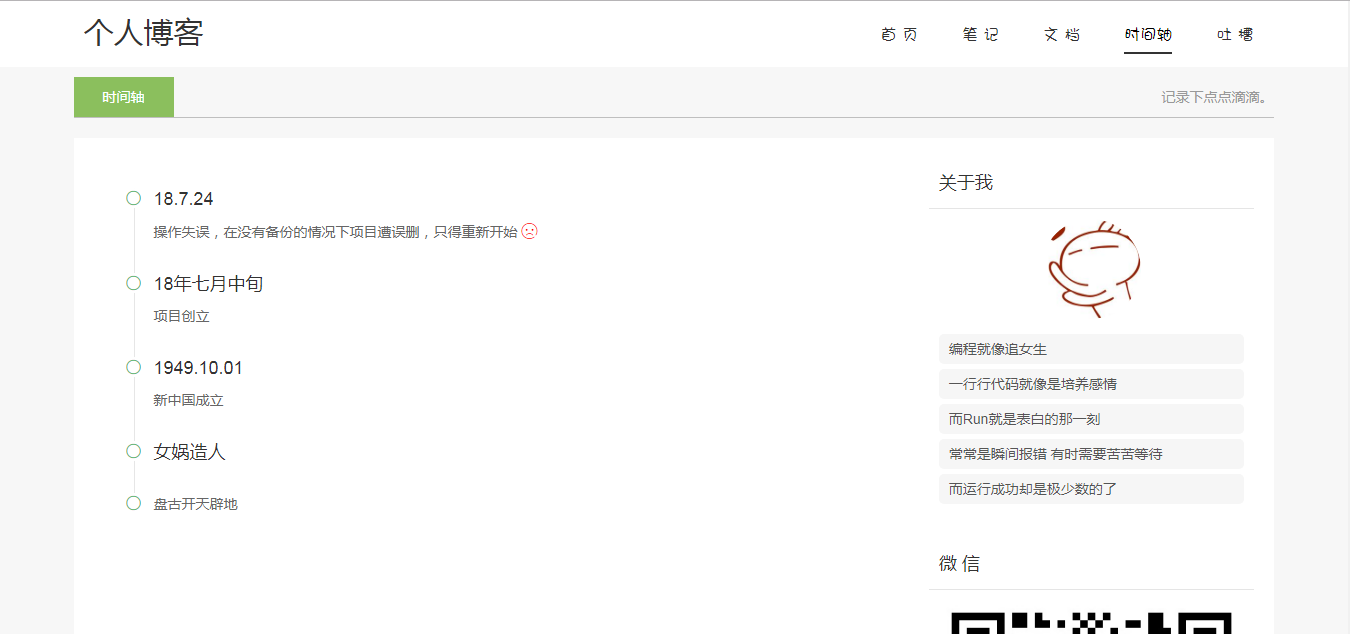 个人博客
首 页 笔 记 文 档 时间轴 吐 槽
时间轴 记录下点点滴滴。
18.7.24
操作失误，在没有备份的情况下项目遭误删，只得重新开始
18年七月中旬
项目创立
1949.10.01
新中国成立
女娲造人
盘古开天辟地
关于我
编程就像追女生
一行行代码就像是培养感情
而Run就是表白的那一刻
常常是瞬间报错 有时需要苦苦等待
而运行成功却是极少数的了
微 信